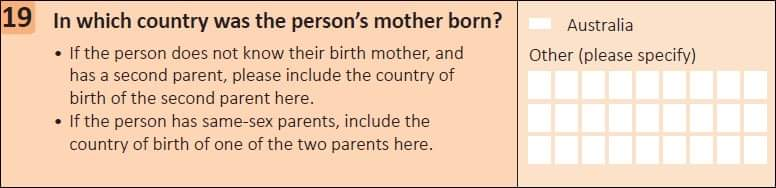 19 In which country was the person's mother born?
• If the person does not know their birth mother, and
has a second parent, please include the country of
birth of the second parent here.
• If the person has same-sex parents, include the
country of birth of one of the two parents here.
Australia
Other (please specify)